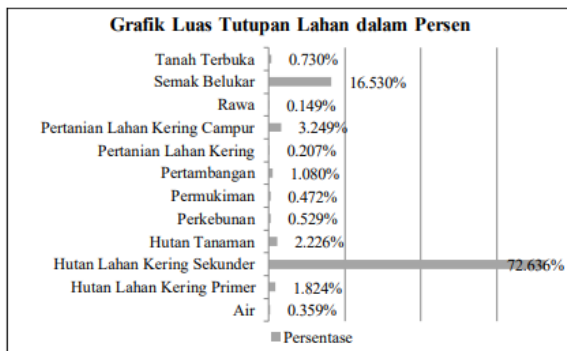 Grafik Luas Tutupan Lahan dalam Persen
Tanah Terbuka 0.730%
Semak Belukar 16.530%
Rawa 0.149%
Pertanian Lahan Kering Campur 3.249%
Pertanian Lahan Kering 0.207%
Pertambangan 1.080%
Permukiman 0.472%
Perkebunan 0.529%
Hutan Tanaman 2.226%
Hutan Lahan Kering Sekunder 72.636%
Hutan Lahan Kering Primer 1.824%
Air 0.359%
Persentase